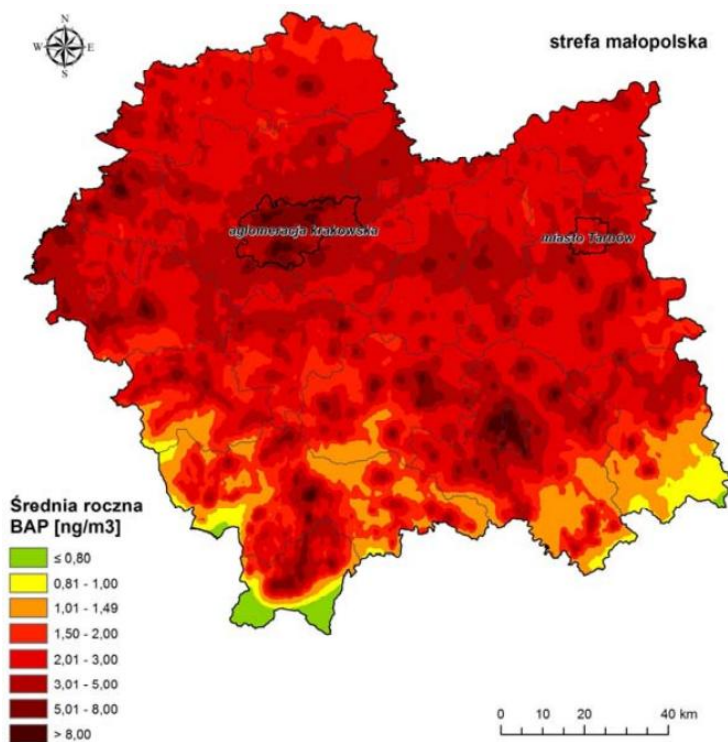 N
W E
S
strefa małopolska
aglomeracja krakowska
miasto Tarnów
Średnia roczna
BAP [ng/m3]
≤ 0,80
0,81 - 1,00
1,01 - 1,49
1,50 - 2,00
2,01 - 3,00
3,01 - 5,00
5,01 - 8,00
> 8,00
0 10 20 40 km